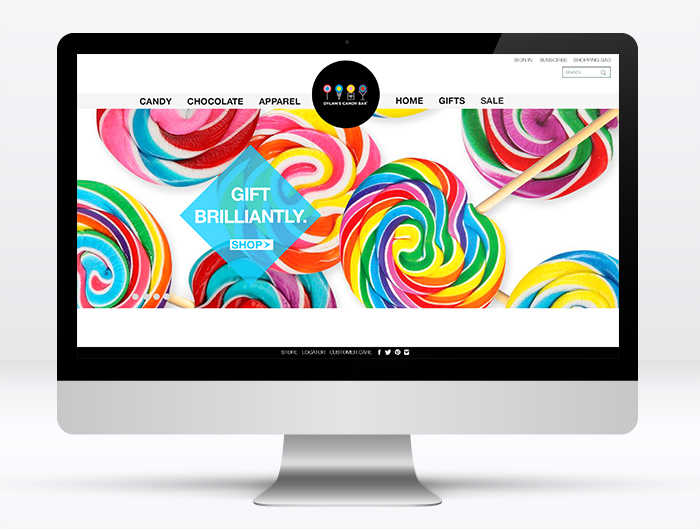 SIGN IN SUBSCRIBE SHOPPING BAG
SEARCH
CANDY CHOCOLATE APPAREL
DYLAN'S CANDY BAR
HOME GIFTS SALE
GIFT
BRILLIANTLY.
SHOP >
STORE LOCATOR CUSTOMER CARE